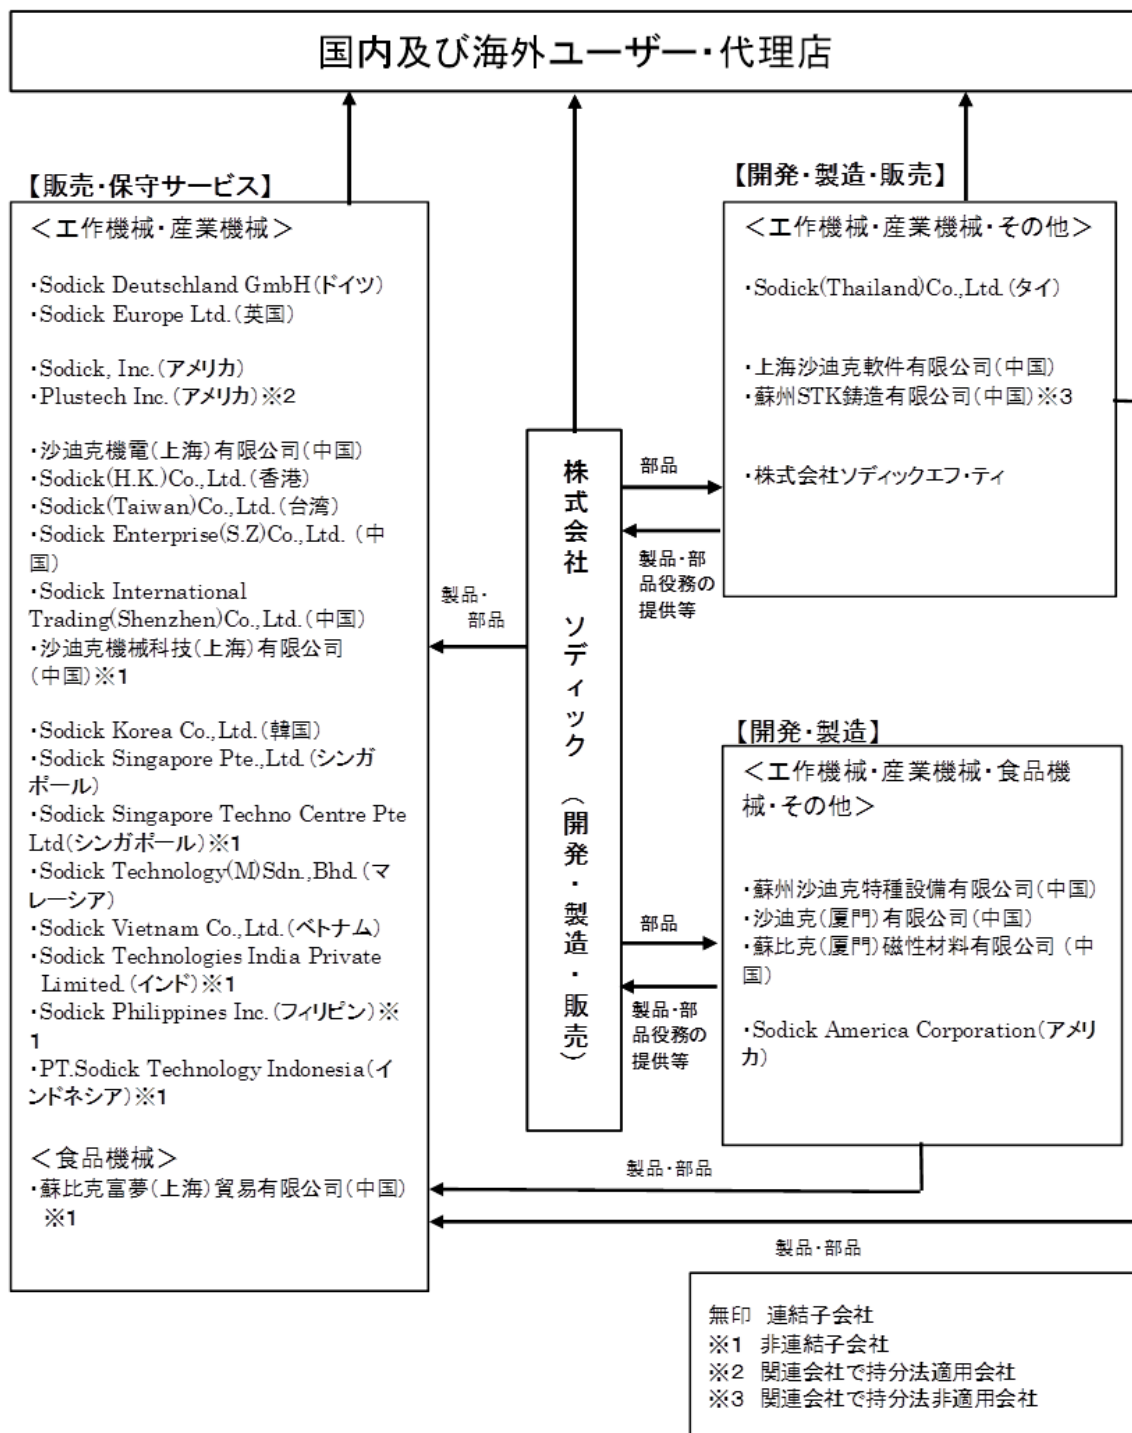 国内及び海外ユーザー・代理店
【販売・保守サービス】
＜工作機械・産業機械＞
・Sodick Deutschland GmbH(ドイツ)
・Sodick Europe Ltd.(英国)
・Sodick, Inc.(アメリカ)
・Plustech Inc.(アメリカ)※2
・沙迪克機電(上海)有限公司(中国)
・Sodick(H.K.)Co.,Ltd.(香港)
・Sodick(Taiwan)Co.,Ltd.(台湾)
・Sodick Enterprise(S.Z)Co.,Ltd. (中
国)
・Sodick International
Trading(Shenzhen)Co.,Ltd.(中国)
・沙迪克機械科技(上海)有限公司
(中国)※1
・Sodick Korea Co.,Ltd.(韓国)
・Sodick Singapore Pte.,Ltd.(シンガ
ポール)
・Sodick Singapore Techno Centre Pte
Ltd(シンガポール)※1
・Sodick Technology(M)Sdn.,Bhd.(マ
レーシア)
・Sodick Vietnam Co.,Ltd.(ベトナム)
・Sodick Technologies India Private
Limited.(インド)※1
・Sodick Philippines Inc.(フィリピン)※
1
・PT.Sodick Technology Indonesia(イ
ンドネシア)※1
＜食品機械＞
・蘇比克富夢(上海)貿易有限公司(中国)
※1
製品・
部品
株式会社 ソディック (開発・製造・販売)
部品
製品・部
品役務の
提供等
部品
製品・部
品役務の
提供等
【開発・製造・販売】
＜工作機械・産業機械・その他＞
・Sodick(Thailand)Co.,Ltd.(タイ)
・上海沙迪克軟件有限公司(中国)
・蘇州STK鋳造有限公司(中国)※3
・株式会社ソディックエフ・ティ
【開発・製造】
＜工作機械・産業機械・食品機
械・その他＞
・蘇州沙迪克特種設備有限公司(中国)
・沙迪克(厦門)有限公司(中国)
・蘇比克(厦門)磁性材料有限公司 (中
国)
・Sodick America Corporation(アメリ
カ)
製品・部品
製品・部品
無印 連結子会社
※1 非連結子会社
※2 関連会社で持分法適用会社
※3 関連会社で持分法非適用会社